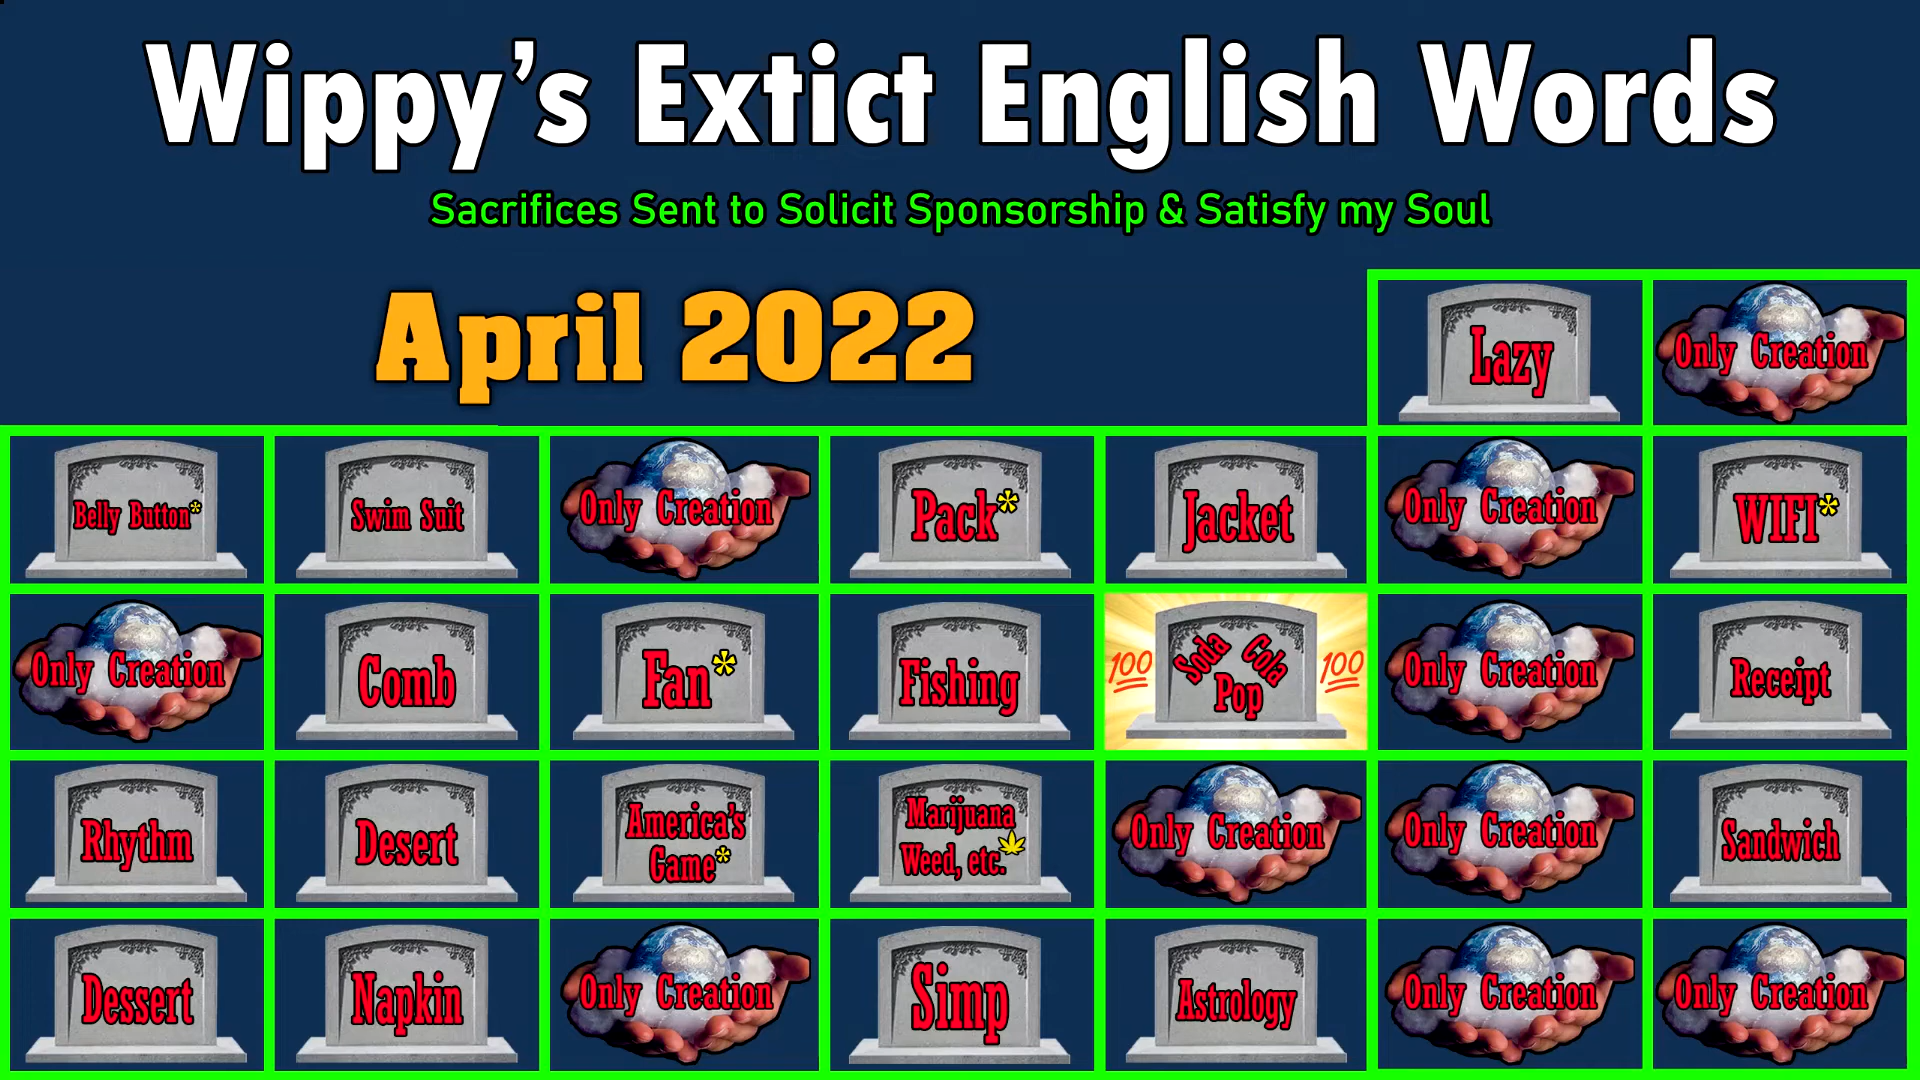 Wippy's Extict English Words
Sacrifices Sent to Solicit Sponsorship & Satisfy my Soul
April 2022
Lazy
Only Creation
Belly Button*
Swim Suit
Only Creation
Pack*
Jacket
Only Creation
WIFI*
Only Creation
Comb
Fan*
Fishing
100
Soda Cola
Pop
100
Only Creation
Receipt
Rhythm
Desert
America's
Game*
Marijuana
Weed, etc.
Only Creation
Only Creation
Sandwich
Dessert
Napkin
Only Creation
Simp
Astrology
Only Creation
Only Creation